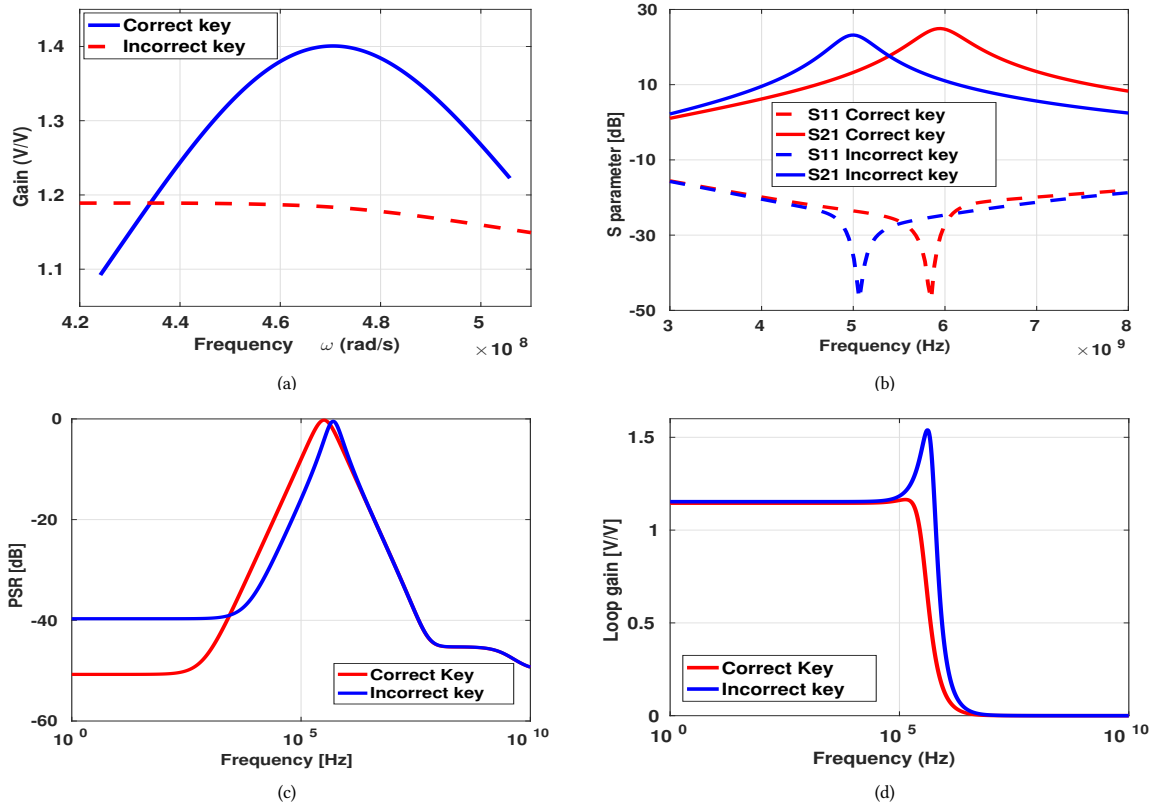 Correct key
Incorrect key
1.4
1.3
1.2
1.1
Gain (V/V)
4.2
4.4
4.6
4.8
5
Frequency ω (rad/s)
×10 8
(a)
30
10
-10
-30
-50
S parameter [dB]
S11 Correct key
S21 Correct key
S11 Incorrect key
S21 Incorrect key
3
4
5
6
7
8
Frequency (Hz)
×10 9
(b)
0
-20
-40
-60
PSR [dB]
Correct Key
Incorrect key
10 0
10 5
10 10
Frequency [Hz]
(c)
1.5
1
0.5
0
Loop gain [V/V]
Correct Key
Incorrect key
10 0
10 5
10 10
Frequency (Hz)
(d)